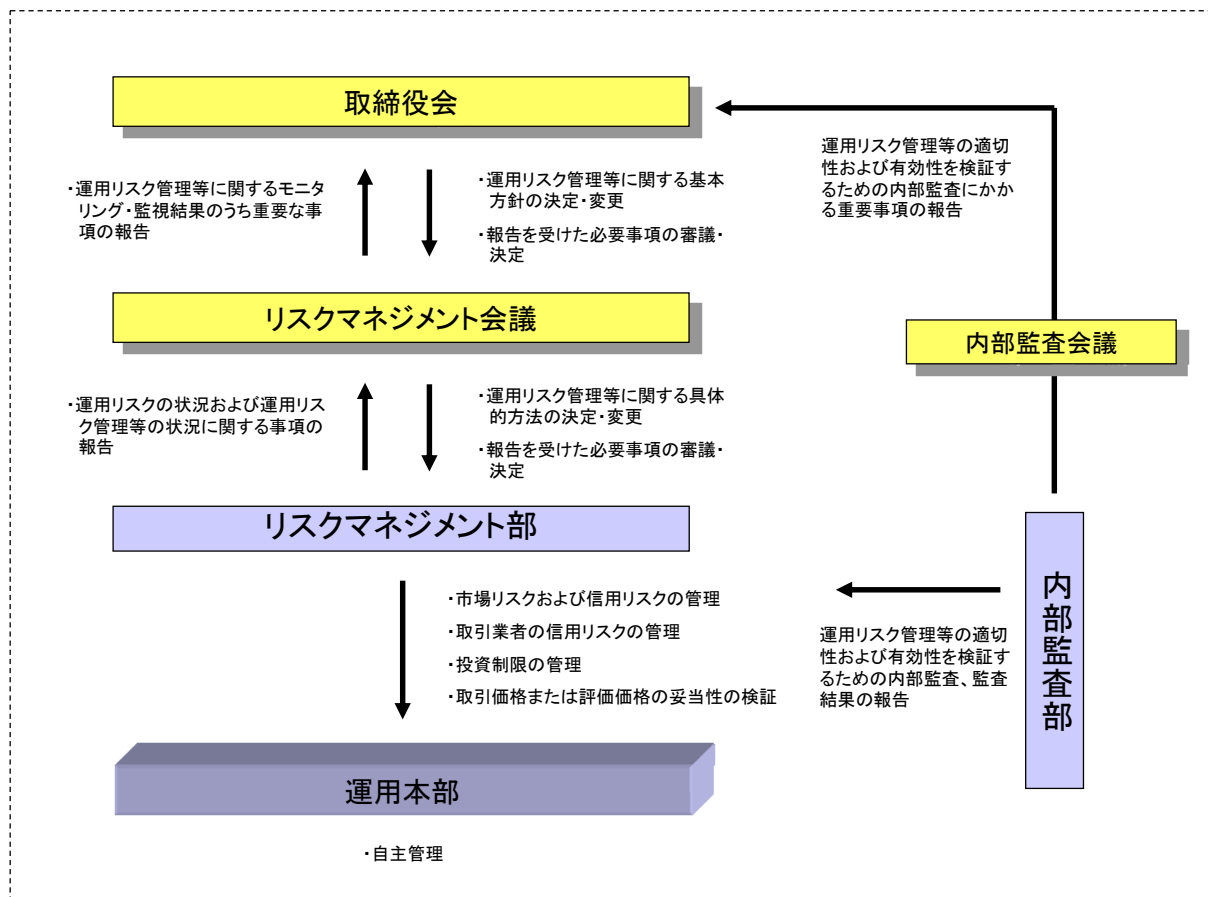 取締役会
・運用リスク管理等に関するモニ
タリング・監視結果のうち重要な事
項の報告
・運用リスク管理等に関する基本
方針の決定・変更
・報告を受けた必要事項の審議・
決定
運用リスク管理等の適切
性および有効性を検証す
るための内部監査にかか
る重要事項の報告
リスクマネジメント会議
内部監査会議
・運用リスクの状況および運用リス
ク管理等の状況に関する事項の
報告
・運用リスク管理等に関する具体
的方法の決定・変更
・報告を受けた必要事項の審議・
決定
リスクマネジメント部
内部監査部
・市場リスクおよび信用リスクの管理
・取引業者の信用リスクの管理
・投資制限の管理
・取引価格または評価価格の妥当性の検証
運用リスク管理等の適切
性および有効性を検証す
るための内部監査、監査
結果の報告
運用本部
・自主管理